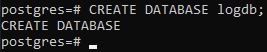 postgres=# CREATE DATABASE logdb;
CREATE DATABASE
postgres=#